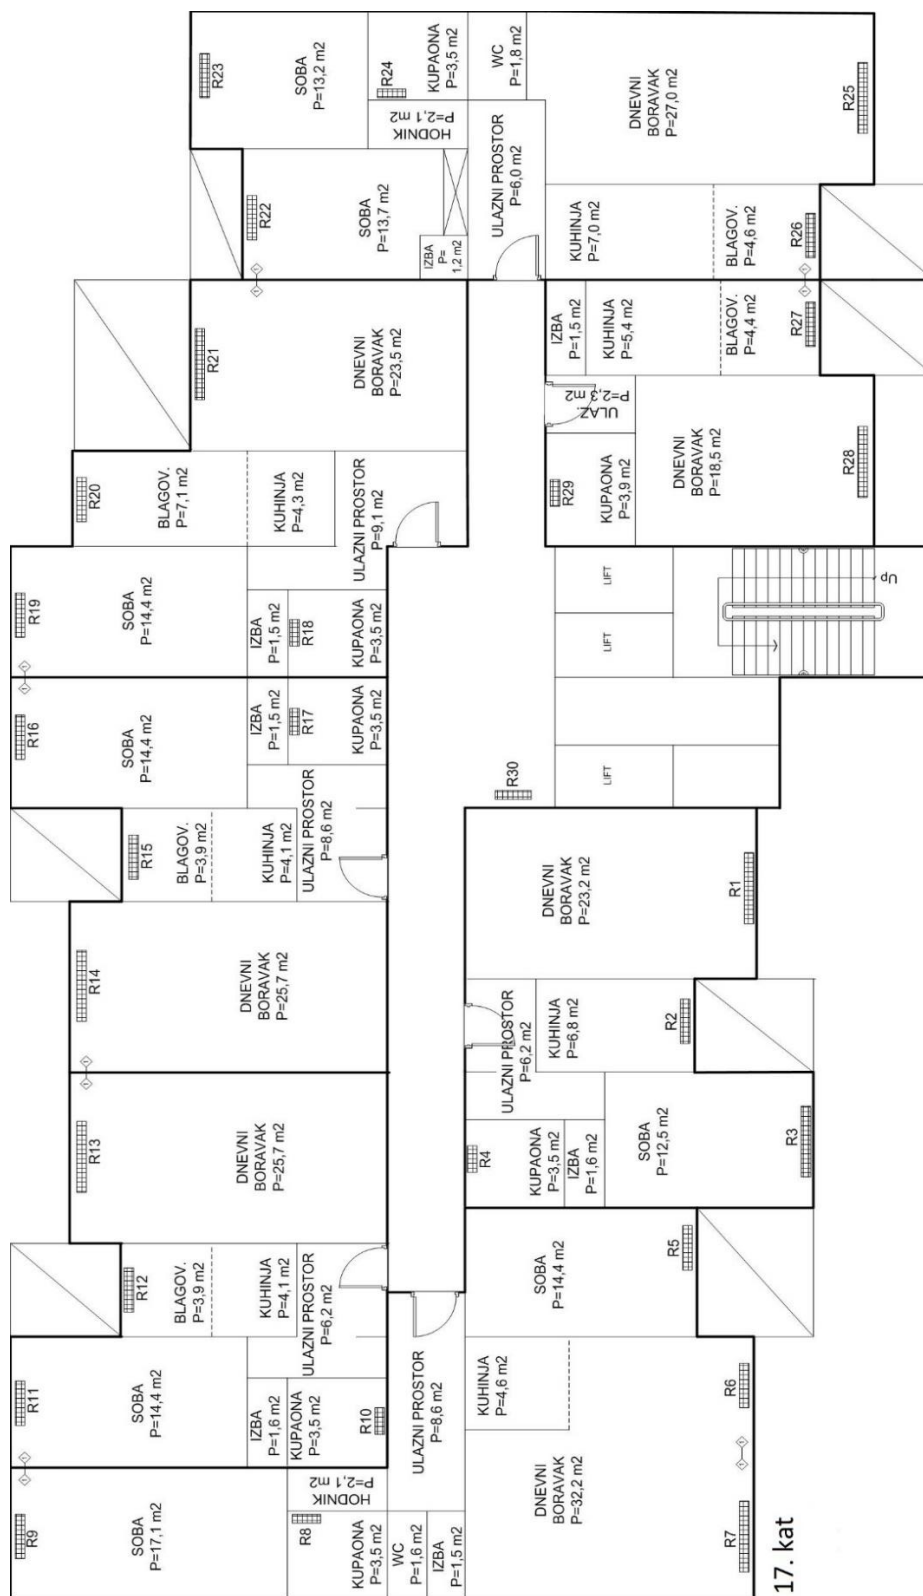 R23
SOBA
P=13,2 m2
R24
KUPAONA
P=3,5 m2
WC
P=1,8 m2
HODNIK
P=2,1 m2
DNEVNI
BORAVAK
P=27,0 m2
R25
R22
SOBA
P=13,7 m2
IZBA
P=
1,2 m2
ULAZNI PROSTOR
P=6,0 m2
KUHINJA
P=7,0 m2
BLAGOV.
P=4,6 m2
R26
1
1
R21
DNEVNI
BORAVAK
P=23,5 m2
IZBA
P=1,5 m2
KUHINJA
P=5,4 m2
BLAGOV.
P=4,4 m2
R27
1
1
ULAZ.
P=2,3 m2
R20
BLAGOV.
P=7,1 m2
KUHINJA
P=4,3 m2
ULAZNI PROSTOR
P=9,1 m2
R29
KUPAONA
P=3,9 m2
DNEVNI
BORAVAK
P=18,5 m2
R28
R19
SOBA
P=14,4 m2
IZBA
P=1,5 m2
R18
KUPAONA
P=3,5 m2
LIFT
LIFT
Up
1
1
R16
SOBA
P=14,4 m2
IZBA
P=1,5 m2
R17
KUPAONA
P=3,5 m2
R30
LIFT
R15
BLAGOV.
P=3,9 m2
KUHINJA
P=4,1 m2
ULAZNI PROSTOR
P=8,6 m2
DNEVNI
BORAVAK
P=23,2 m2
R1
R14
DNEVNI
BORAVAK
P=25,7 m2
1
1
ULAZNI PROSTOR
P=6,2 m2
KUHINJA
P=6,8 m2
R2
R13
DNEVNI
BORAVAK
P=25,7 m2
R4
KUPAONA
P=3,5 m2
IZBA
P=1,6 m2
SOBA
P=12,5 m2
R3
R12
BLAGOV.
P=3,9 m2
KUHINJA
P=4,1 m2
ULAZNI PROSTOR
P=6,2 m2
SOBA
P=14,4 m2
R5
R11
SOBA
P=14,4 m2
IZBA
P=1,6 m2
KUPAONA
P=3,5 m2
R10
ULAZNI PROSTOR
P=8,6 m2
KUHINJA
P=4,6 m2
R6
1
1
1
1
R9
SOBA
P=17,1 m2
HODNIK
P=2,1 m2
R8
KUPAONA
P=3,5 m2
WC
P=1,6 m2
IZBA
P=1,5 m2
DNEVNI
BORAVAK
P=32,2 m2
R7
17. kat